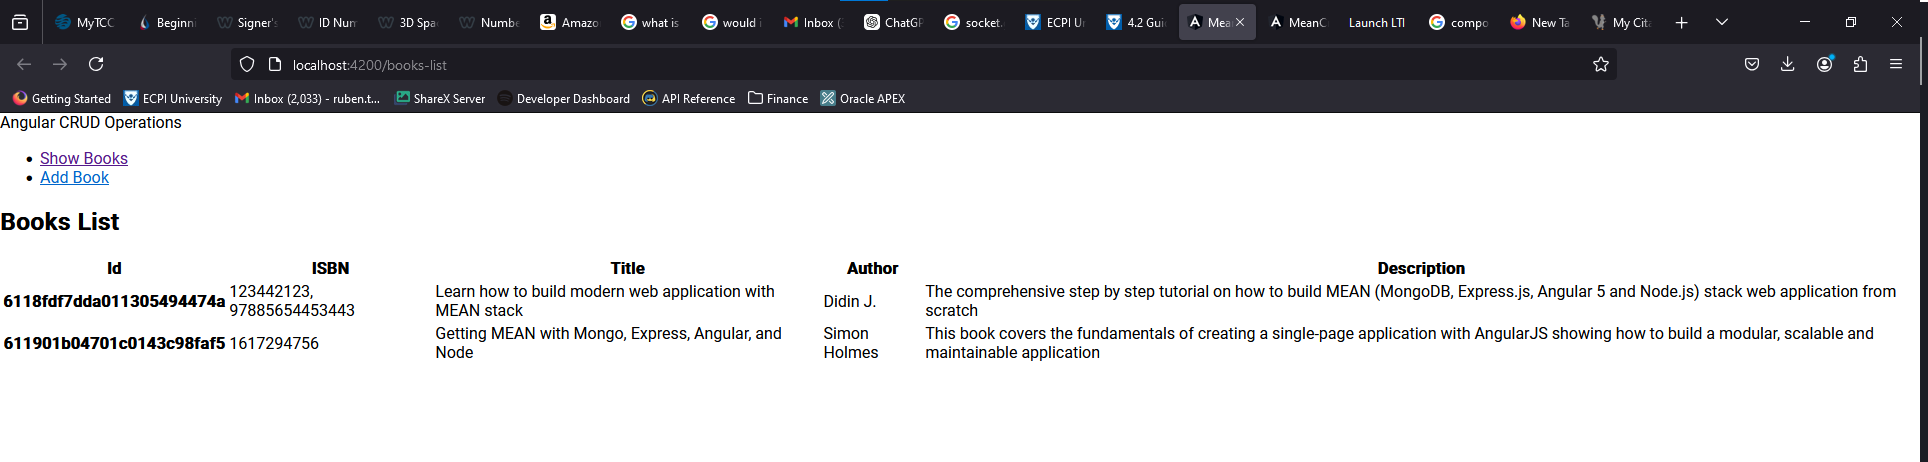 MyTCC
Beginni
Signer's
ID Num
3D Spac
Numbe
Amazo
what is
would i
Inbox (
ChatGP
socket.
ECPI Un
4.2 Gui
Mea
MeanC
Launch LTI
compo
New Ta
My Cita
localhost:4200/books-list
Getting Started
ECPI University
Inbox (2,033) - ruben.t...
ShareX Server
Developer Dashboard
API Reference
Finance
Oracle APEX
Angular CRUD Operations
Show Books
Add Book
Books List
Id ISBN Title Author Description
6118fdf7dda011305494474a 123442123, 97885654453443 Learn how to build modern web application with MEAN stack Didin J. The comprehensive step by step tutorial on how to build MEAN (MongoDB, Express.js, Angular 5 and Node.js) stack web application from scratch
611901b04701c0143c98faf5 1617294756 Getting MEAN with Mongo, Express, Angular, and Node Simon Holmes This book covers the fundamentals of creating a single-page application with AngularJS showing how to build a modular, scalable and maintainable application